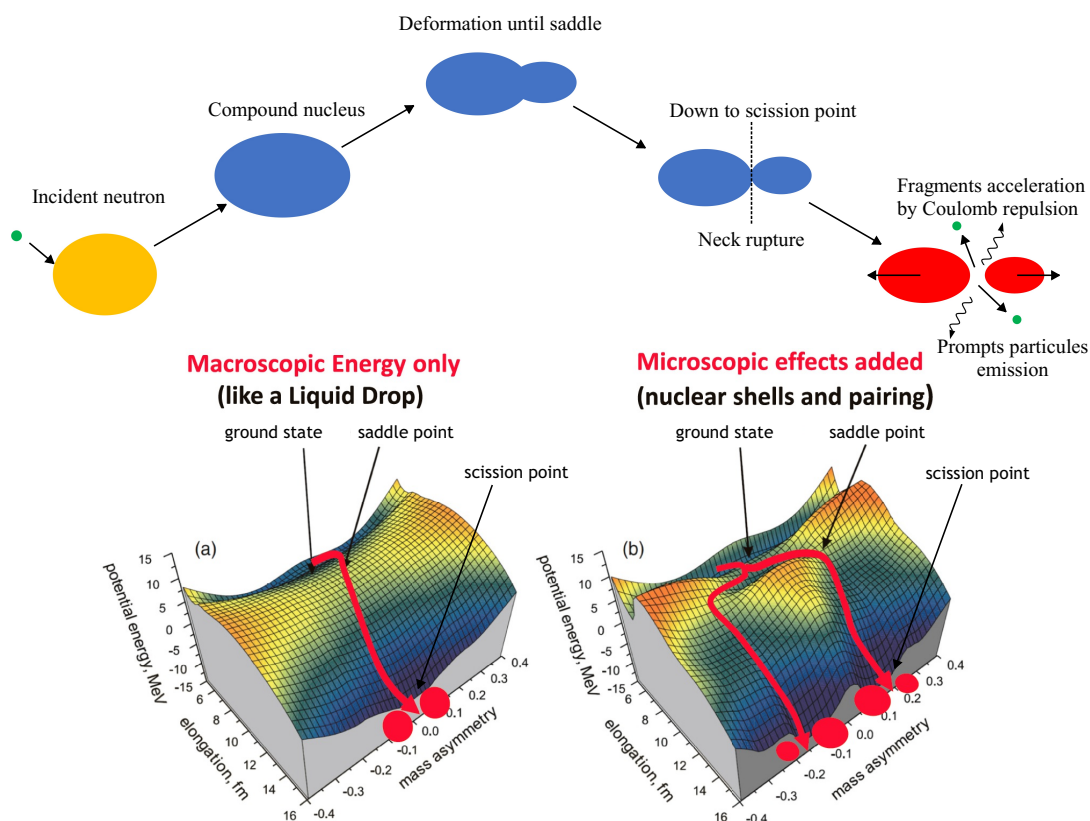 Deformation until saddle
Compound nucleus
Down to scission point
Incident neutron
Fragments acceleration
by Coulomb repulsion
Neck rupture
Prompts particules
emission
Macroscopic Energy only
(like a Liquid Drop)
ground state
saddle point
scission point
(a)
potential energy, MeV
15
10
5
0
-5
-10
-15
elongation, fm
6
8
10
12
14
16
mass asymmetry
-0.4
-0.3
-0.2
-0.1
0.0
0.1
0.2
0.3
0.4
Microscopic effects added
(nuclear shells and pairing)
ground state
saddle point
scission point
(b)
potential energy, MeV
15
10
5
0
-5
-10
-15
elongation, fm
6
8
10
12
14
16
mass asymmetry
-0.4
-0.3
-0.2
-0.1
0.0
0.1
0.2
0.3
0.4